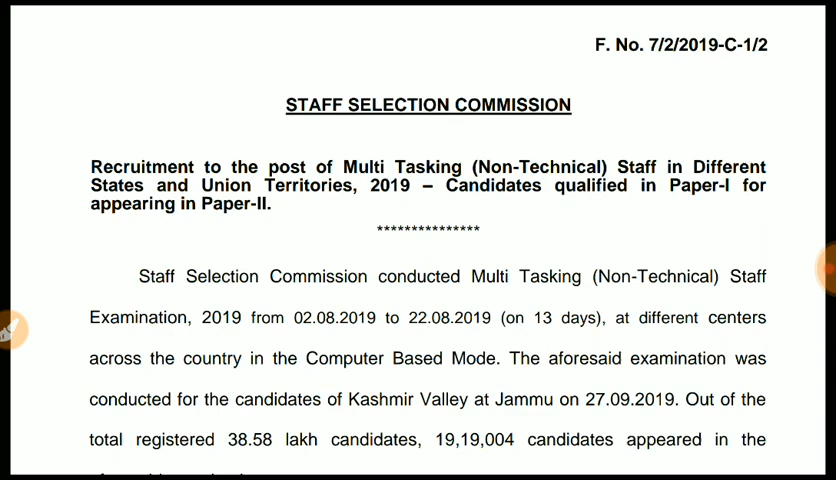 F. No. 7/2/2019-C-1/2
STAFF SELECTION COMMISSION
Recruitment to the post of Multi Tasking (Non-Technical) Staff in Different
States and Union Territories, 2019 – Candidates qualified in Paper-I for
appearing in Paper-II.
***************
Staff Selection Commission conducted Multi Tasking (Non-Technical) Staff
Examination, 2019 from 02.08.2019 to 22.08.2019 (on 13 days), at different centers
across the country in the Computer Based Mode. The aforesaid examination was
conducted for the candidates of Kashmir Valley at Jammu on 27.09.2019. Out of the
total registered 38.58 lakh candidates, 19,19,004 candidates appeared in the